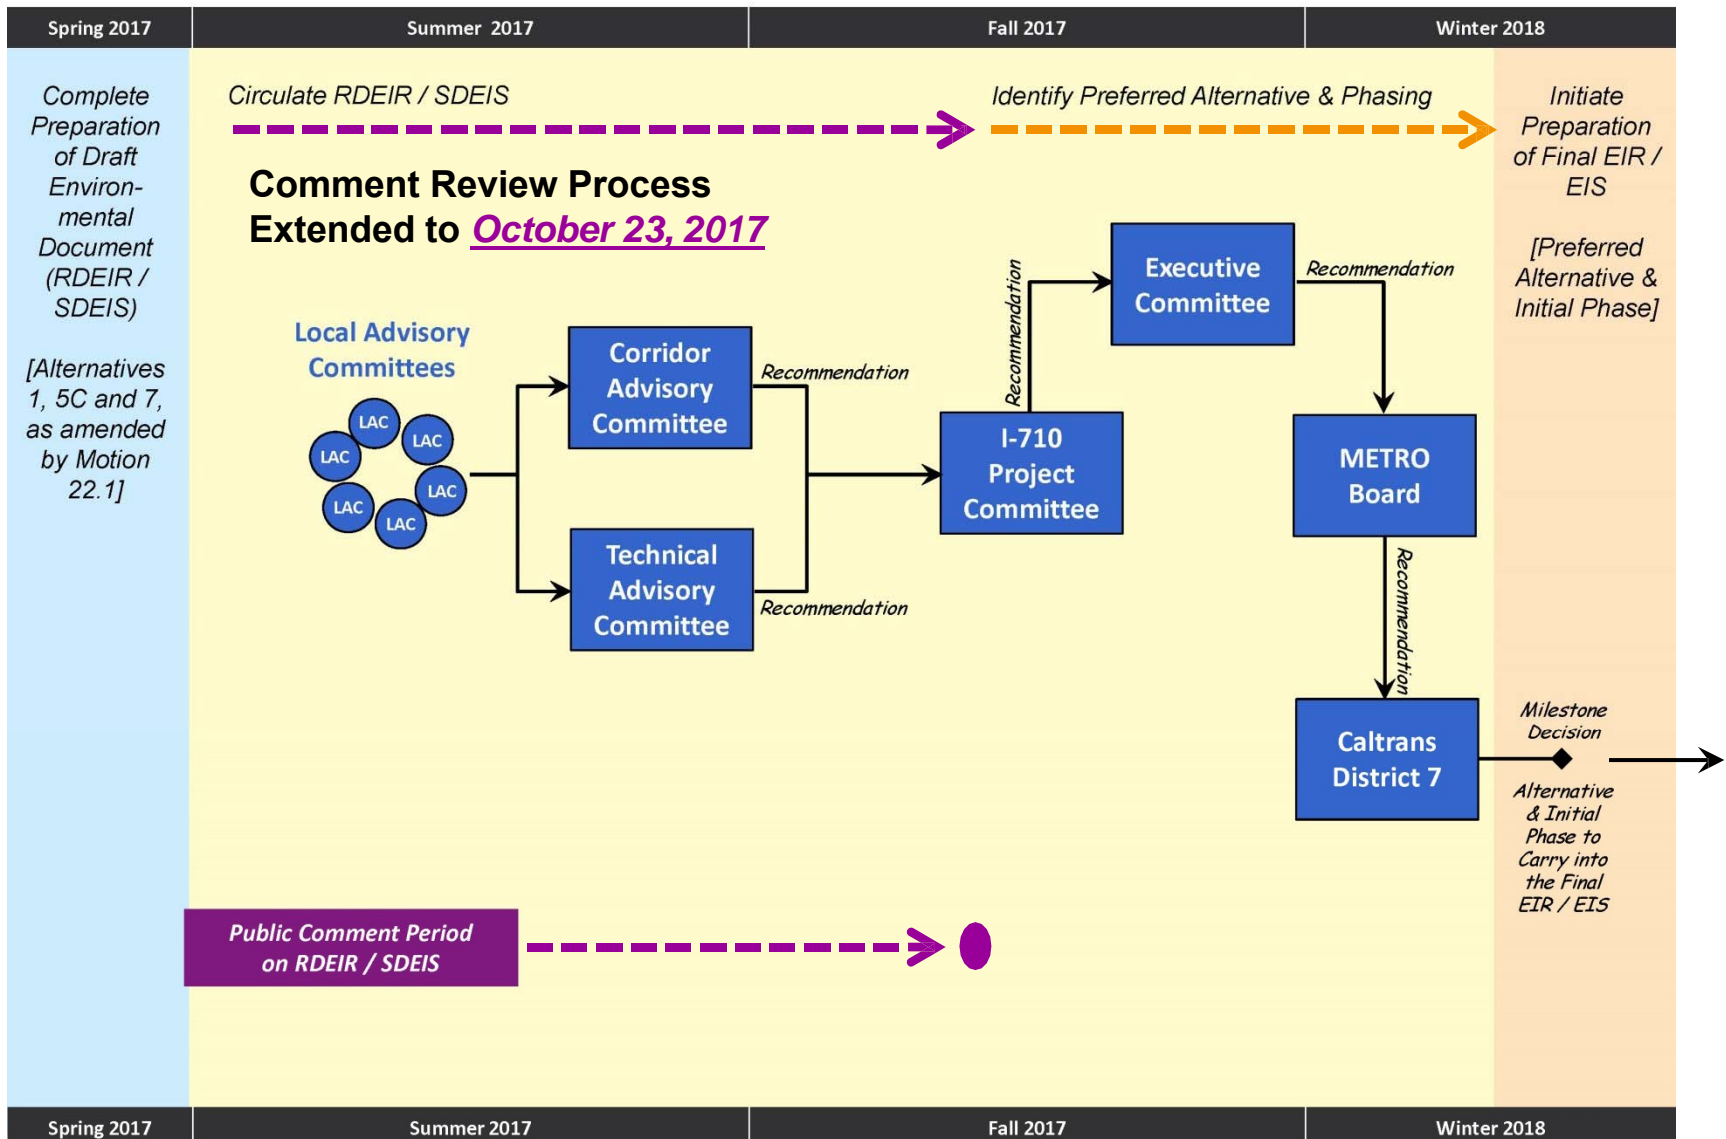 Spring 2017
Summer 2017
Fall 2017
Winter 2018
Complete
Preparation
of Draft
Environ-
mental
Document
(RDEIR /
SDEIS)
[Alternatives
1, 5C and 7,
as amended
by Motion
22.1]
Circulate RDEIR / SDEIS
Identify Preferred Alternative & Phasing
Initiate
Preparation
of Final EIR /
EIS
[Preferred
Alternative &
Initial Phase]
Comment Review Process
Extended to October 23, 2017
Local Advisory
Committees
LAC
LAC
LAC
LAC
LAC
LAC
Corridor
Advisory
Committee
Recommendation
Technical
Advisory
Committee
Recommendation
I-710
Project
Committee
Recommendation
Executive
Committee
Recommendation
METRO
Board
Recommendation
Caltrans
District 7
Milestone
Decision
Alternative
& Initial
Phase to
Carry into
the Final
EIR / EIS
Public Comment Period
on RDEIR / SDEIS
Spring 2017
Summer 2017
Fall 2017
Winter 2018